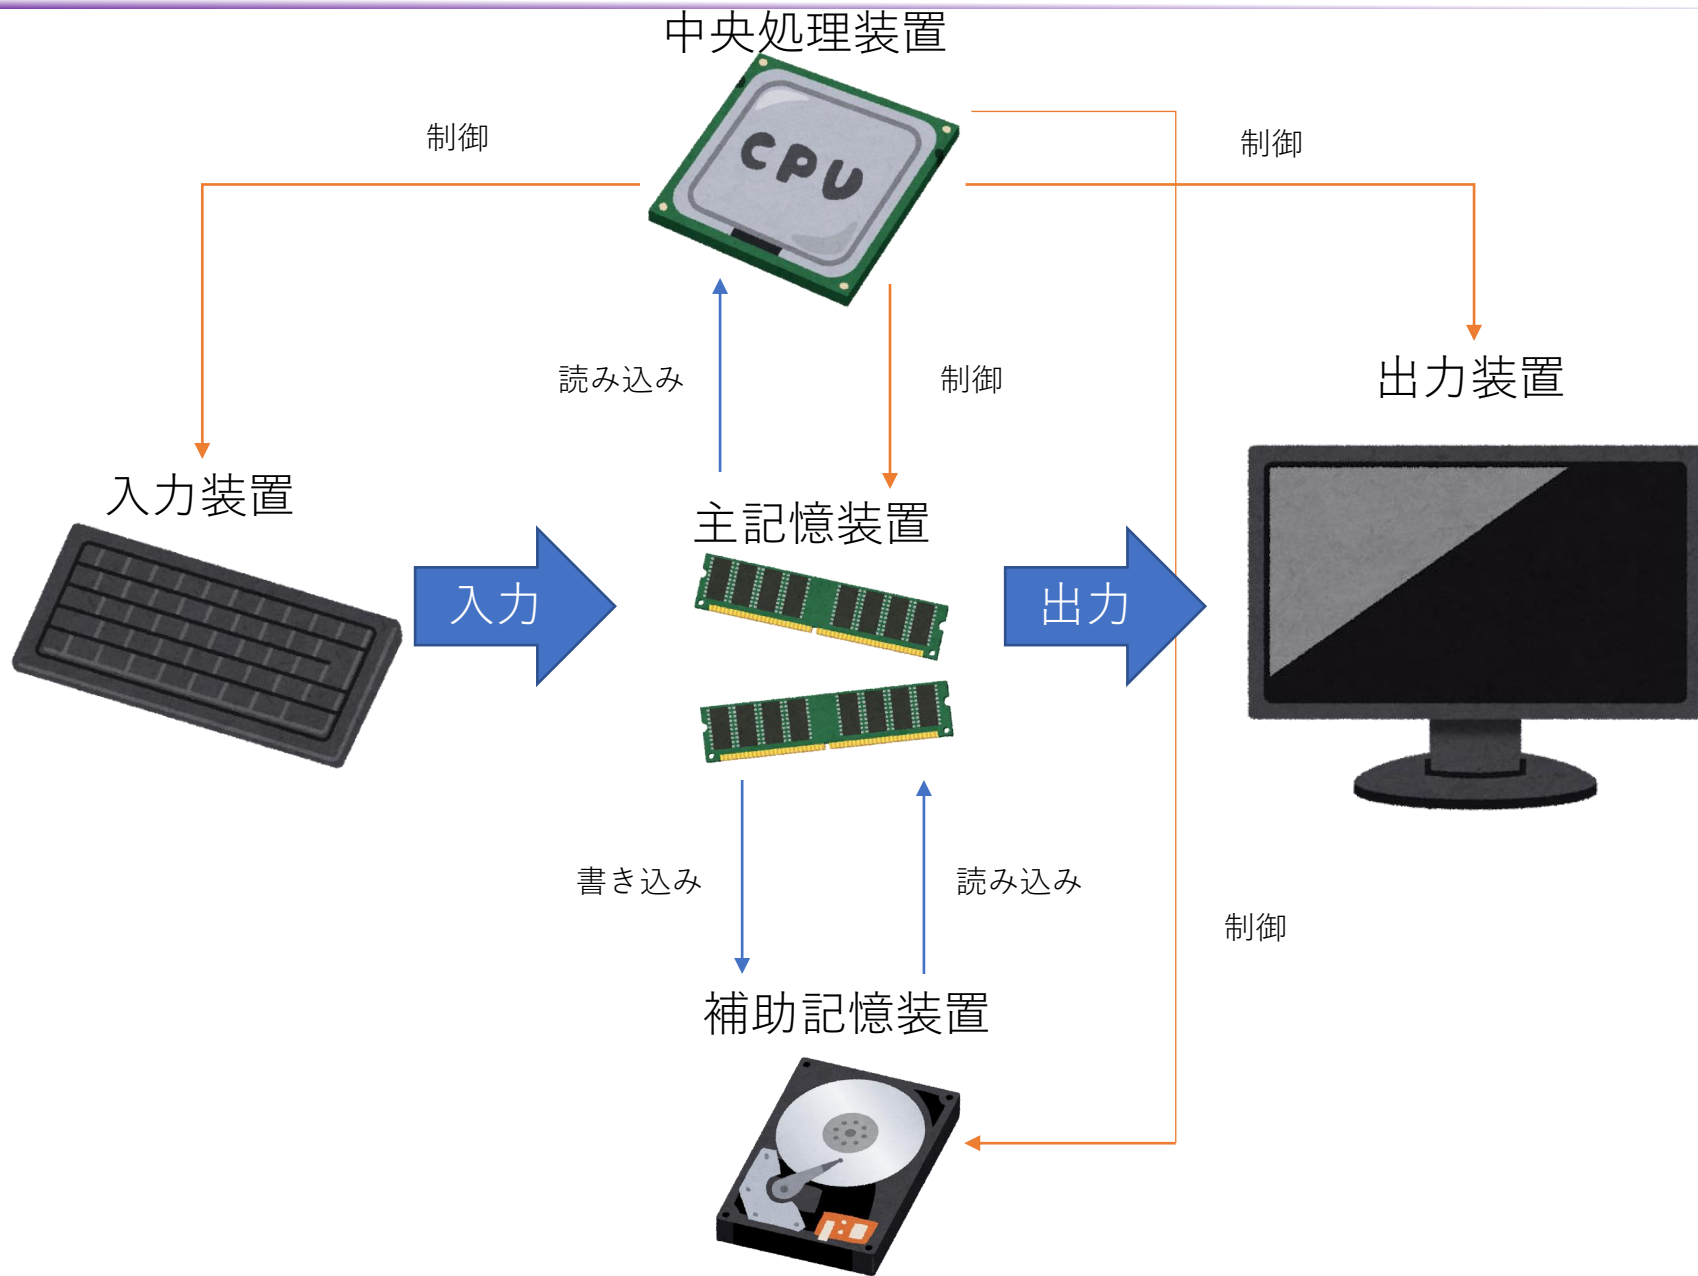 中央処理装置
CPU
制御
制御
読み込み
制御
出力装置
入力装置
主記憶装置
入力
出力
書き込み
読み込み
制御
補助記憶装置